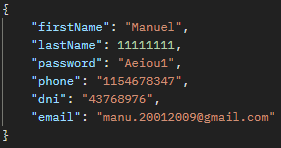 {
"firstName": "Manuel",
"lastName": 11111111,
"password": "Aeiou1",
"phone": "1154678347",
"dni": "43768976",
"email": "manu.20012009@gmail.com"
}